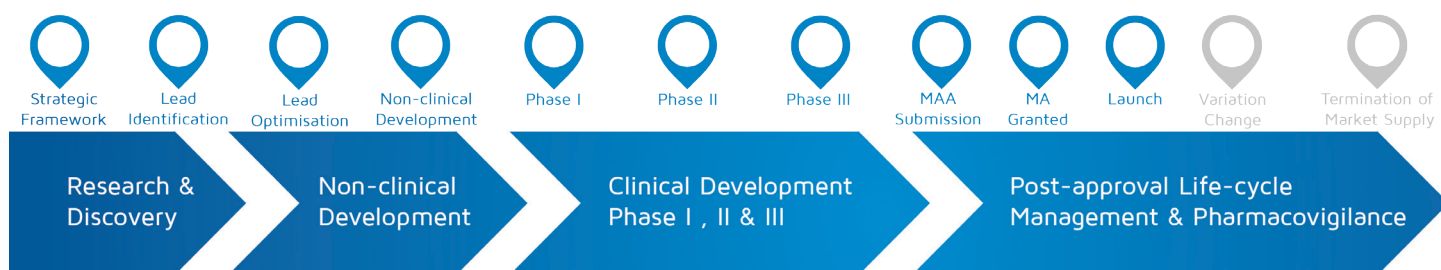 Strategic
Framework
Lead
Identification
Lead
Optimisation
Non-clinical
Development
Phase I
Phase II
Phase III
MAA
Submission
MA
Granted
Launch
Variation
Change
Termination of
Market Supply
Research &
Discovery
Non-clinical
Development
Clinical Development
Phase I , II & III
Post-approval Life-cycle
Management & Pharmacovigilance